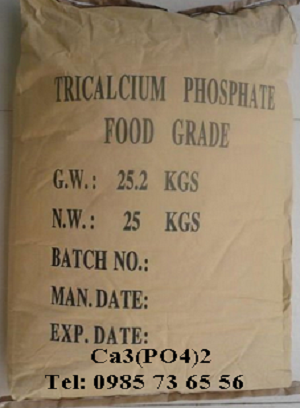 TRICALCIUM PHOSPHATE
FOOD GRADE
G.W.: 25.2 KGS
N.W.: 25 KGS
BATCH NO.:
MAN. DATE:
EXP. DATE:
Ca3(PO4)2
Tel: 0985 73 65 56